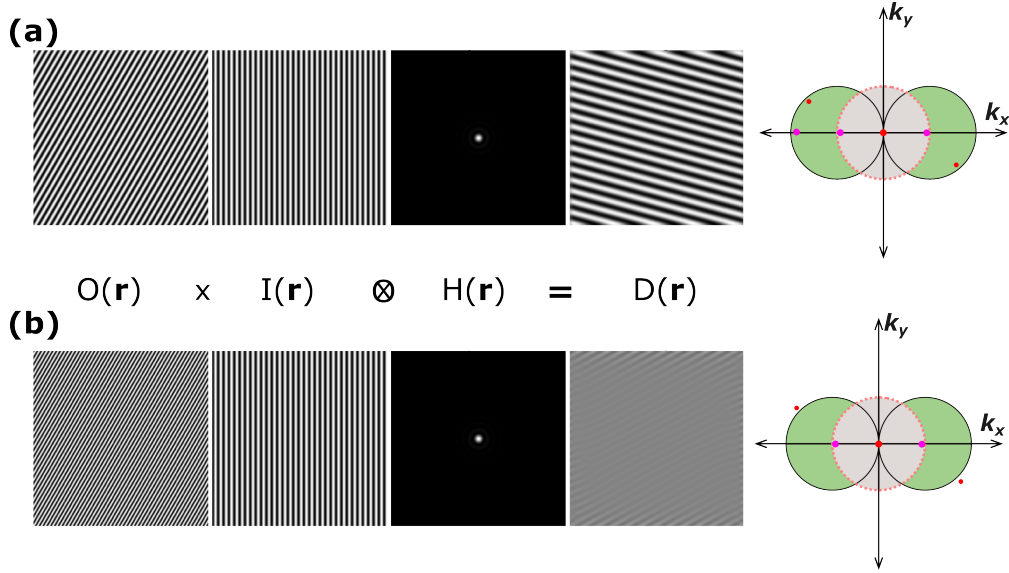 (a)
k_y
k_x
O(r) x I(r) ⊗ H(r) = D(r)
(b)
k_y
k_x